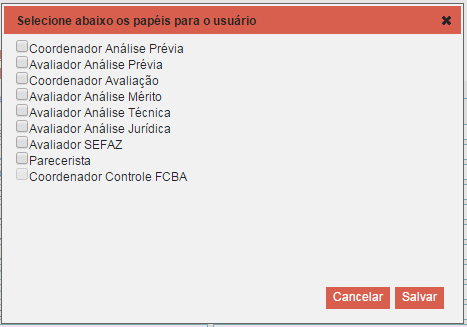 Selecione abaixo os papéis para o usuário
Coordenador Análise Prévia
Avaliador Análise Prévia
Coordenador Avaliação
Avaliador Análise Mérito
Avaliador Análise Técnica
Avaliador Análise Jurídica
Avaliador SEFAZ
Parecerista
Coordenador Controle FCBA
Cancelar Salvar